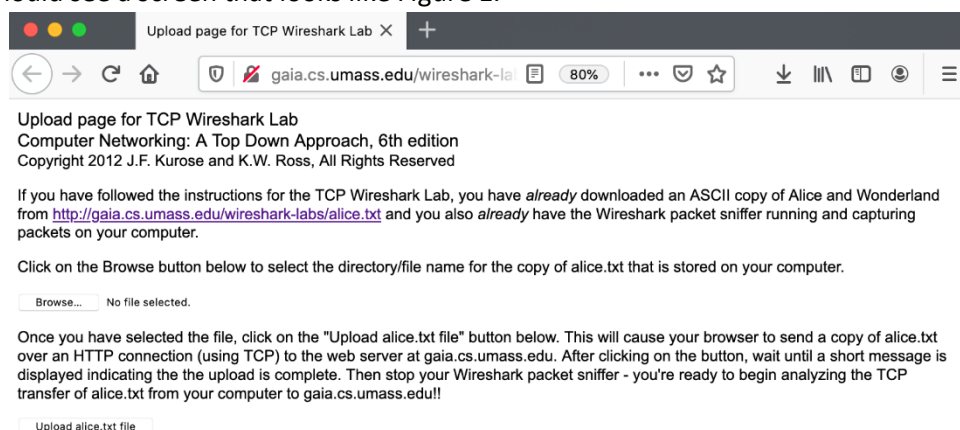 Upload page for TCP Wireshark Lab
gaia.cs.umass.edu/wireshark-la
80%
Upload page for TCP Wireshark Lab
Computer Networking: A Top Down Approach, 6th edition
Copyright 2012 J.F. Kurose and K.W. Ross, All Rights Reserved
If you have followed the instructions for the TCP Wireshark Lab, you have already downloaded an ASCII copy of Alice and Wonderland
from http://gaia.cs.umass.edu/wireshark-labs/alice.txt and you also already have the Wireshark packet sniffer running and capturing
packets on your computer.
Click on the Browse button below to select the directory/file name for the copy of alice.txt that is stored on your computer.
Browse... No file selected.
Once you have selected the file, click on the "Upload alice.txt file" button below. This will cause your browser to send a copy of alice.txt
over an HTTP connection (using TCP) to the web server at gaia.cs.umass.edu. After clicking on the button, wait until a short message is
displayed indicating the the upload is complete. Then stop your Wireshark packet sniffer - you're ready to begin analyzing the TCP
transfer of alice.txt from your computer to gaia.cs.umass.edu!!
Upload alice.txt file